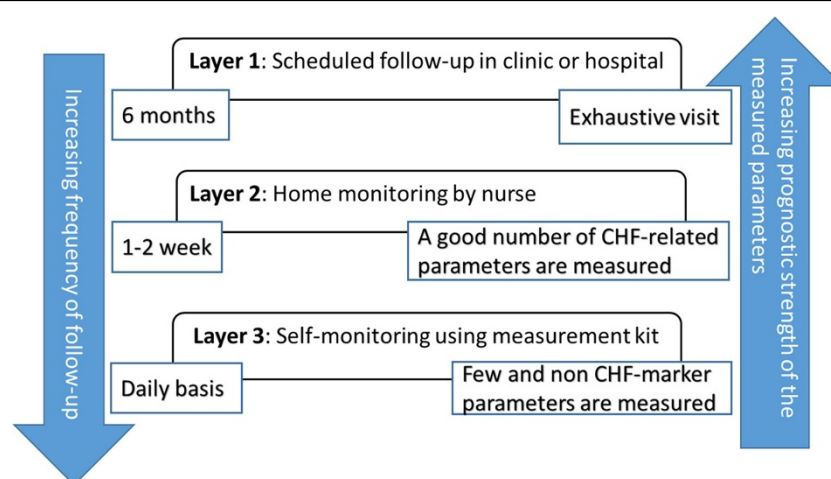 Layer 1: Scheduled follow-up in clinic or hospital
6 months
Exhaustive visit
Layer 2: Home monitoring by nurse
1-2 week
A good number of CHF-related
parameters are measured
Layer 3: Self-monitoring using measurement kit
Daily basis
Few and non CHF-marker
parameters are measured
Increasing frequency of follow-up
Increasing prognostic strength of the
measured parameters